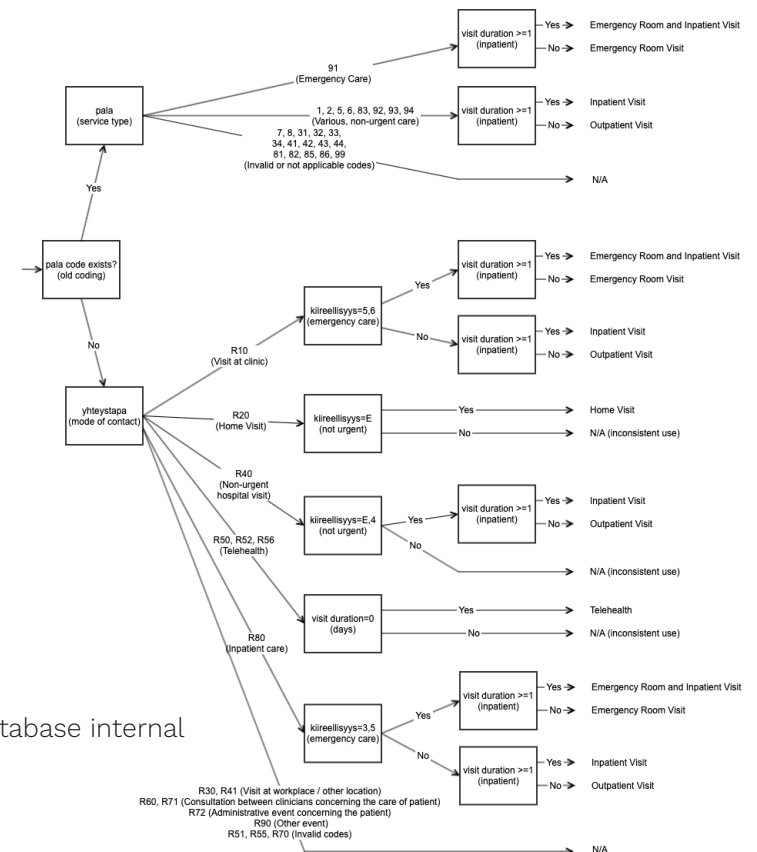 visit duration >=1
(inpatient)
Yes
Emergency Room and Inpatient Visit
No
Emergency Room Visit
91
(Emergency Care)
pala
(service type)
1, 2, 5, 6, 83, 92, 93, 94
(Various, non-urgent care)
visit duration >=1
(inpatient)
Yes
Inpatient Visit
No
Outpatient Visit
7, 8, 31, 32, 33,
34, 41, 42, 43, 44,
81, 82, 85, 86, 99
(Invalid or not applicable codes)
N/A
Yes
pala code exists?
(old coding)
No
visit duration >=1
(inpatient)
Yes
Emergency Room and Inpatient Visit
No
Emergency Room Visit
Yes
kiireellisyys=5,6
(emergency care)
No
visit duration >=1
(inpatient)
Yes
Inpatient Visit
No
Outpatient Visit
R10
(Visit at clinic)
yhteystapa
(mode of contact)
R20
(Home Visit)
kiireellisyys=E
(not urgent)
Yes
Home Visit
No
N/A (inconsistent use)
R40
(Non-urgent
hospital visit)
kiireellisyys=E,4
(not urgent)
Yes
visit duration >=1
(inpatient)
Yes
Inpatient Visit
No
Outpatient Visit
No
N/A (inconsistent use)
R50, R52, R56
(Telehealth)
visit duration=0
(days)
Yes
Telehealth
No
N/A (inconsistent use)
R80
(Inpatient care)
kiireellisyys=3,5
(emergency care)
Yes
visit duration >=1
(inpatient)
Yes
Emergency Room and Inpatient Visit
No
Emergency Room Visit
No
visit duration >=1
(inpatient)
Yes
Inpatient Visit
No
Outpatient Visit
tabase internal
R30, R41 (Visit at workplace / other location)
R60, R71 (Consultation between clinicians concerning the care of patient)
R72 (Administrative event concerning the patient)
R90 (Other event)
R51, R55, R70 (Invalid codes)
N/A